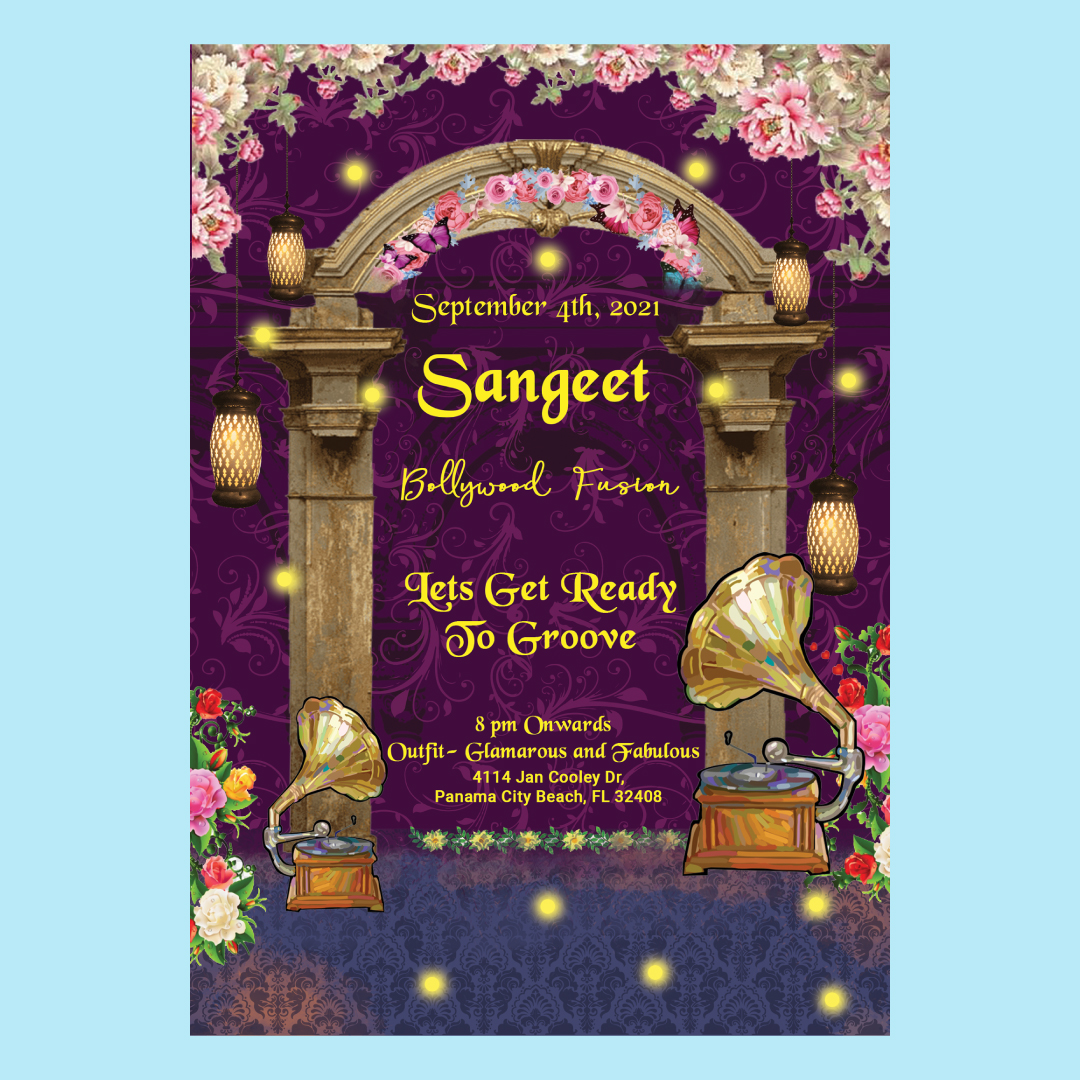 September 4th, 2021
Sangeet
Bollywood Fusion
Lets Get Ready
To Groove
8 pm Onwards
Outfit- Glamarous and Fabulous
4114 Jan Cooley Dr,
Panama City Beach, FL 32408